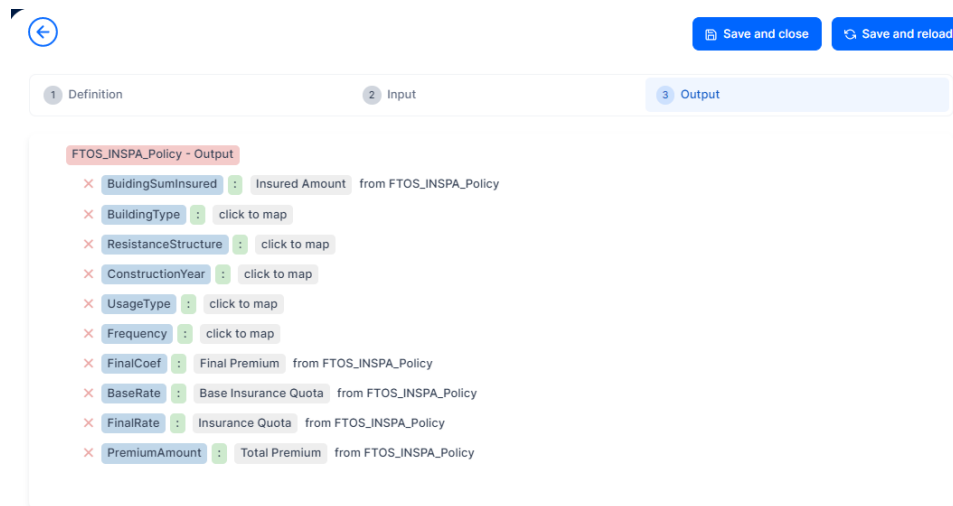 Save and close Save and reload
1 Definition 2 Input 3 Output
FTOS_INSPA_Policy - Output
BuidingSumInsured : Insured Amount from FTOS_INSPA_Policy
BuildingType : click to map
ResistanceStructure : click to map
ConstructionYear : click to map
UsageType : click to map
Frequency : click to map
FinalCoef : Final Premium from FTOS_INSPA_Policy
BaseRate : Base Insurance Quota from FTOS_INSPA_Policy
FinalRate : Insurance Quota from FTOS_INSPA_Policy
PremiumAmount : Total Premium from FTOS_INSPA_Policy